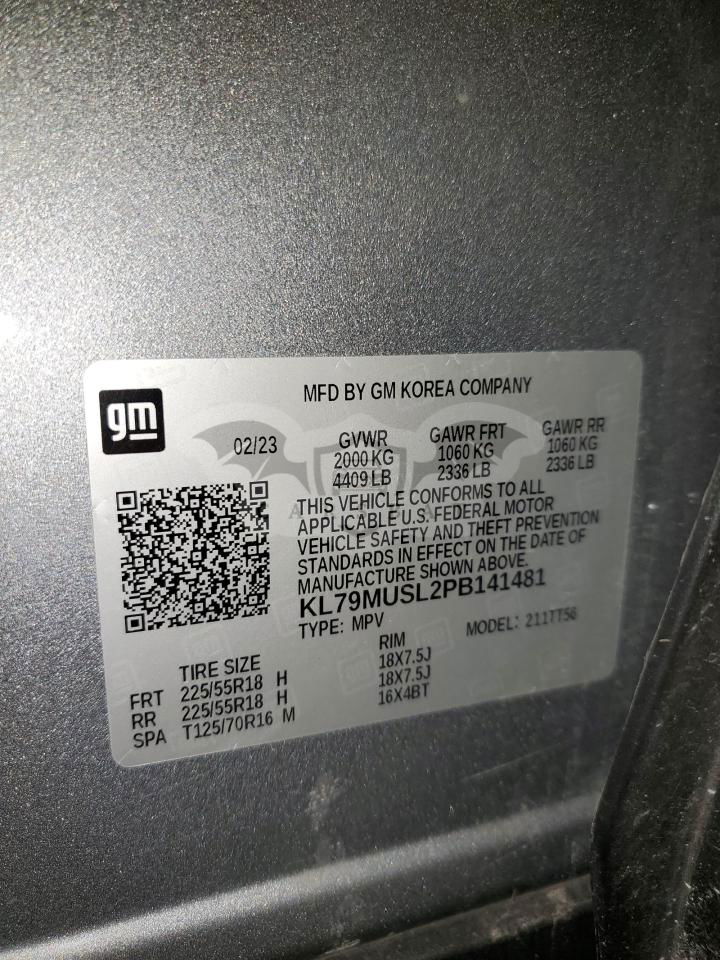 gm
MFD BY GM KOREA COMPANY
02/23
GVWR GAWR FRT GAWR RR
2000 KG 1060 KG 1060 KG
4409 LB 2336 LB 2336 LB
THIS VEHICLE CONFORMS TO ALL
APPLICABLE U.S. FEDERAL MOTOR
VEHICLE SAFETY AND THEFT PREVENTION
STANDARDS IN EFFECT ON THE DATE OF
MANUFACTURE SHOWN ABOVE.
KL79MUSL2PB141481
TYPE: MPV MODEL: 211TT56
TIRE SIZE RIM
FRT 225/55R18 H 18X7.5J
RR 225/55R18 H 18X7.5J
SPA T125/70R16 M 16X4BT